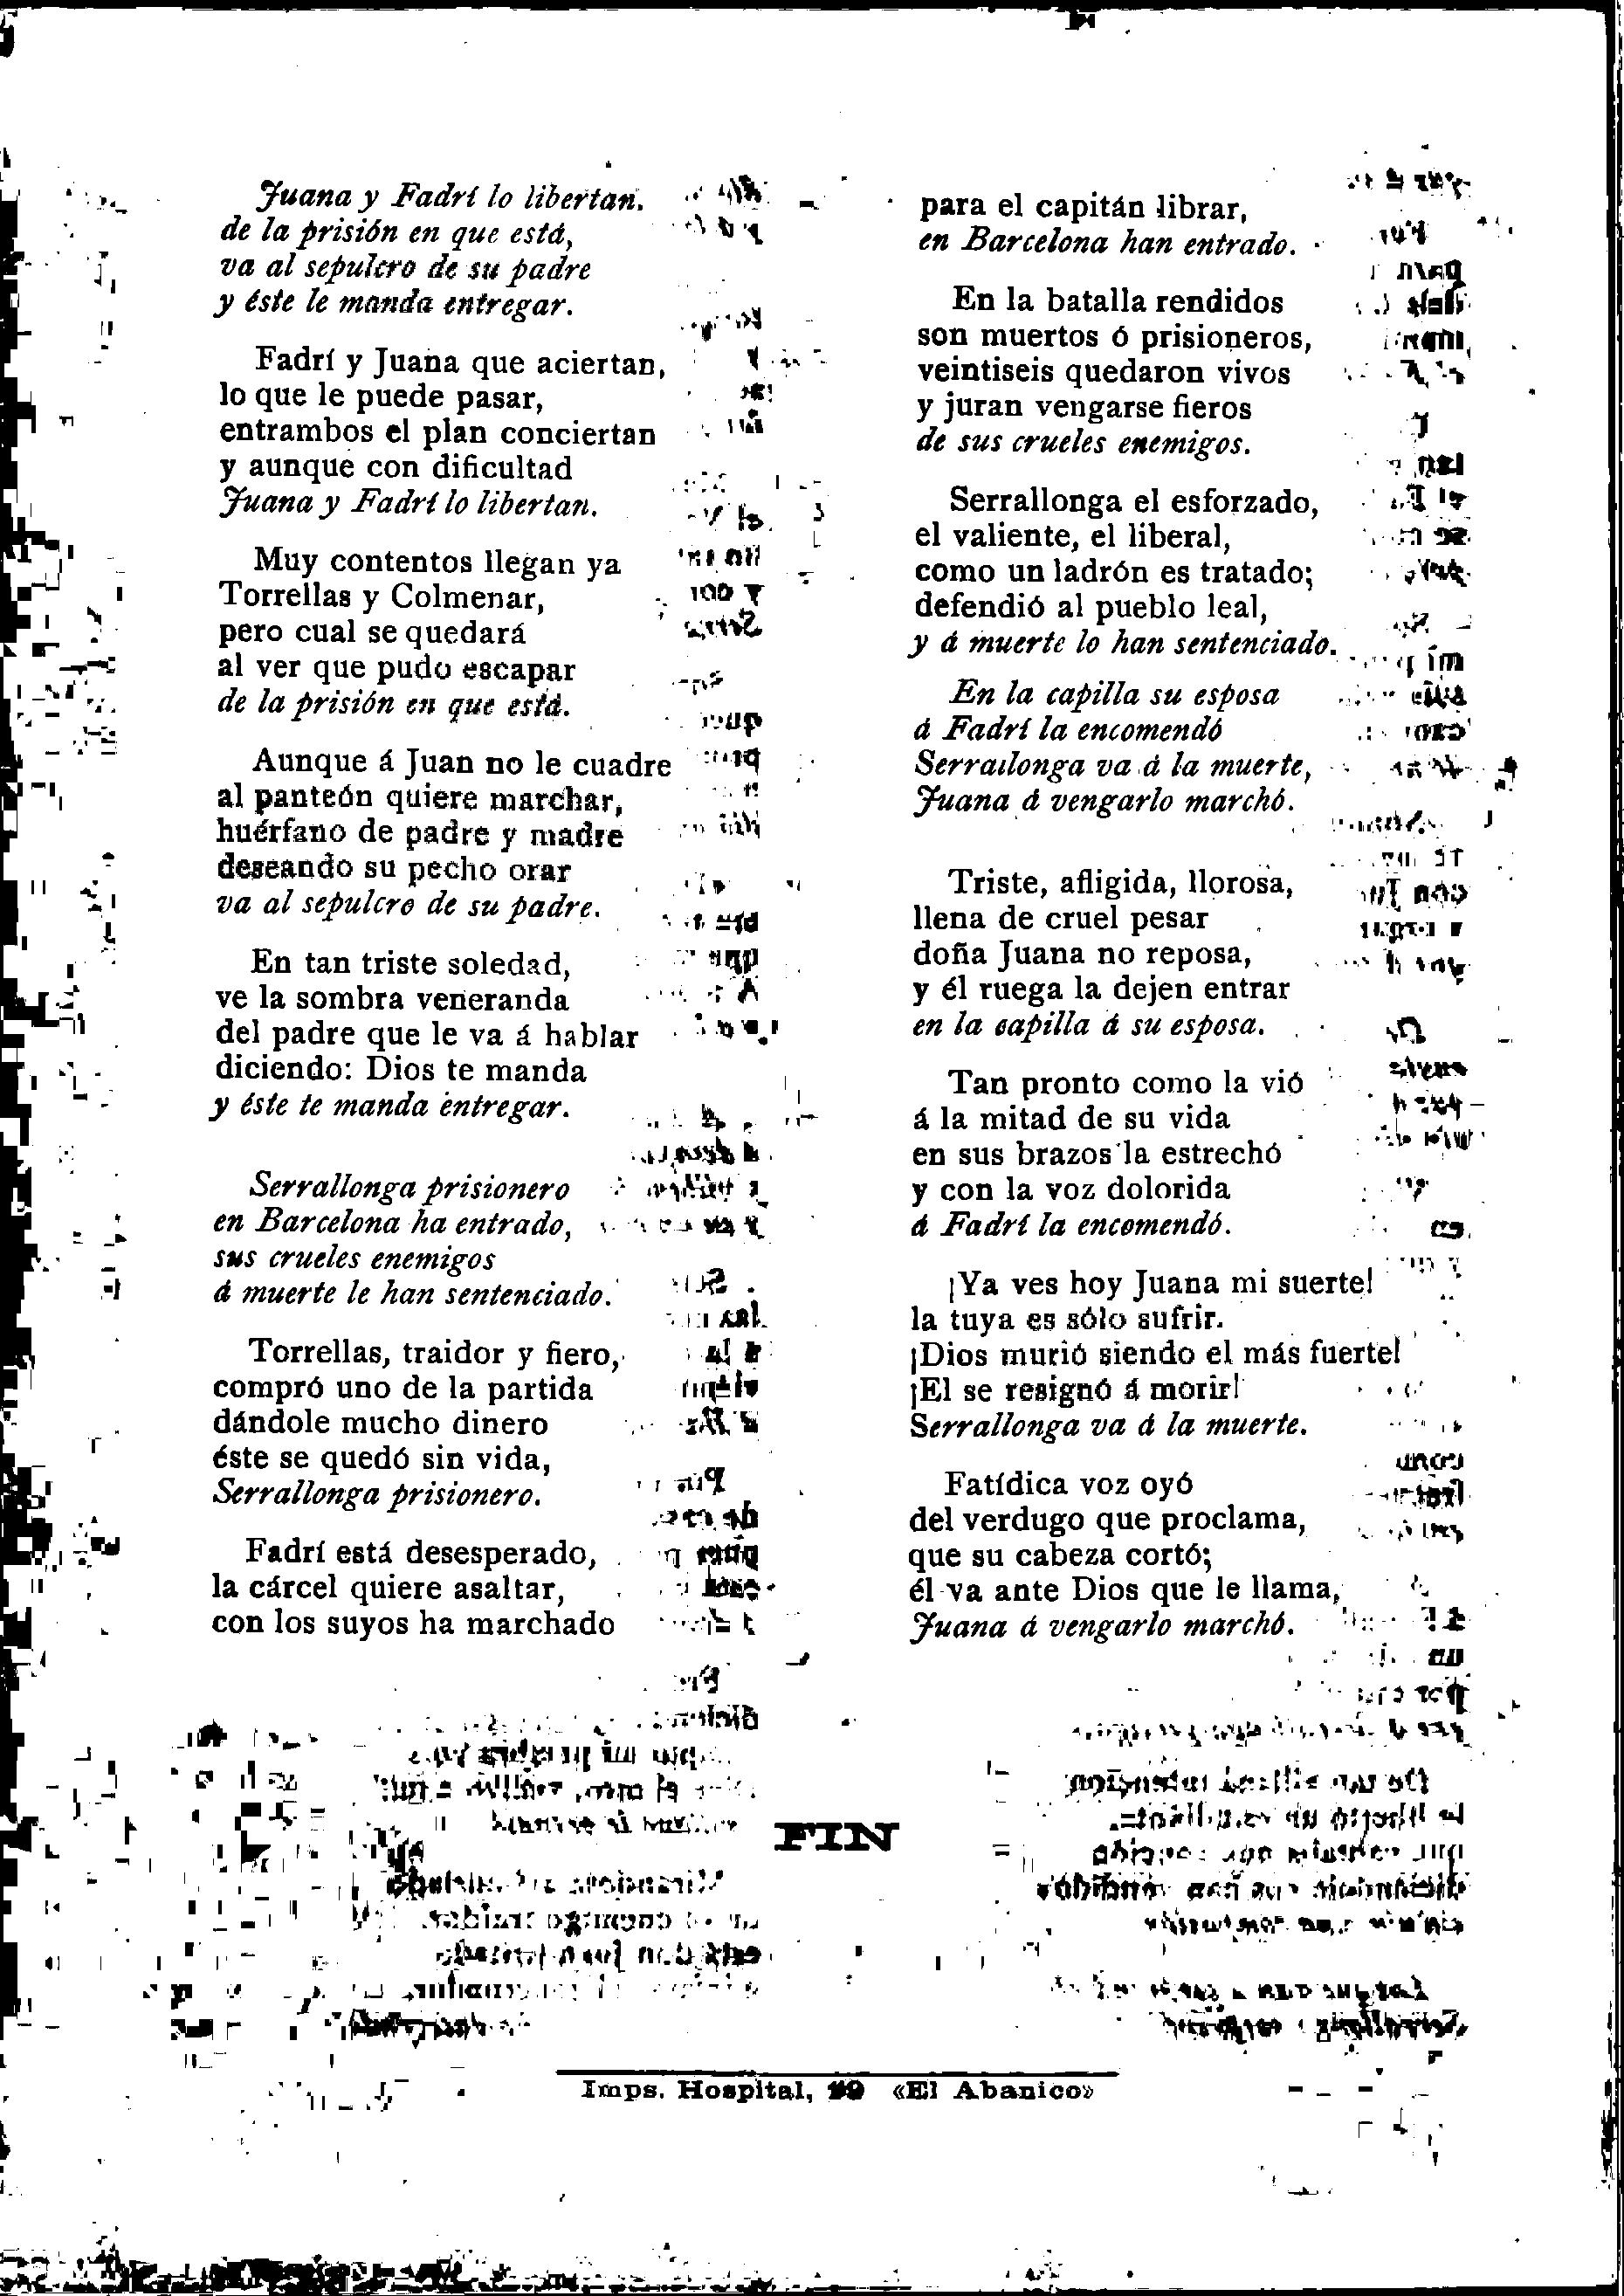 Juana y Fadrí lo libertan.
de la prisión en que está,
va al sepulcro de su padre
y éste le manda entregar.
Fadrí y Juana que aciertan,
lo que le puede pasar,
entrambos el plan conciertan
y aunque con dificultad
Juana y Fadrí lo libertan.
Muy contentos llegan ya
Torrellas y Colmenar,
pero cual se quedará
al ver que pudo escapar
de la prisión en que está.
Aunque á Juan no le cuadre
al panteón quiere marchar,
huérfano de padre y madre
deseando su pecho orar
va al sepulcro de su padre.
En tan triste soledad,
ve la sombra veneranda
del padre que le va á hablar
diciendo: Dios te manda
y éste te manda entregar.
Serrallonga prisionero
en Barcelona ha entrado,
sus crueles enemigos
á muerte le han sentenciado.
Torrellas, traidor y fiero,
compró uno de la partida
dándole mucho dinero
éste se quedó sin vida,
Serrallonga prisionero.
Fadrí está desesperado,
la cárcel quiere asaltar,
con los suyos ha marchado
para el capitán librar,
en Barcelona han entrado.
En la batalla rendidos
son muertos ó prisioneros,
veintiseis quedaron vivos
y juran vengarse fieros
de sus crueles enemigos.
Serrallonga el esforzado,
el valiente, el liberal,
como un ladrón es tratado;
defendió al pueblo leal,
y á muerte lo han sentenciado.
En la capilla su esposa
á Fadrí la encomendó
Serrallonga va á la muerte,
Juana á vengarlo marchó.
Triste, afligida, llorosa,
llena de cruel pesar
doña Juana no reposa,
y él ruega la dejen entrar
en la capilla á su esposa.
Tan pronto como la vió
á la mitad de su vida
en sus brazos la estrechó
y con la voz dolorida
á Fadrí la encomendó.
¡Ya ves hoy Juana mi suerte!
la tuya es sólo sufrir.
¡Dios murió siendo el más fuerte!
¡El se resignó á morir!
Serrallonga va á la muerte.
Fatídica voz oyó
del verdugo que proclama,
que su cabeza cortó;
él va ante Dios que le llama,
Juana á vengarlo marchó.
FIN
Imps. Hospital, «El Abanico»